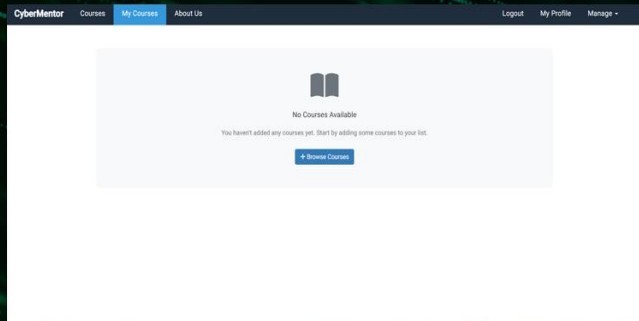 CyberMentor Courses My Courses About Us Logout My Profile Manage
No Courses Available
You haven't added any courses yet. Start by adding some courses to your list.
+ Browse Courses